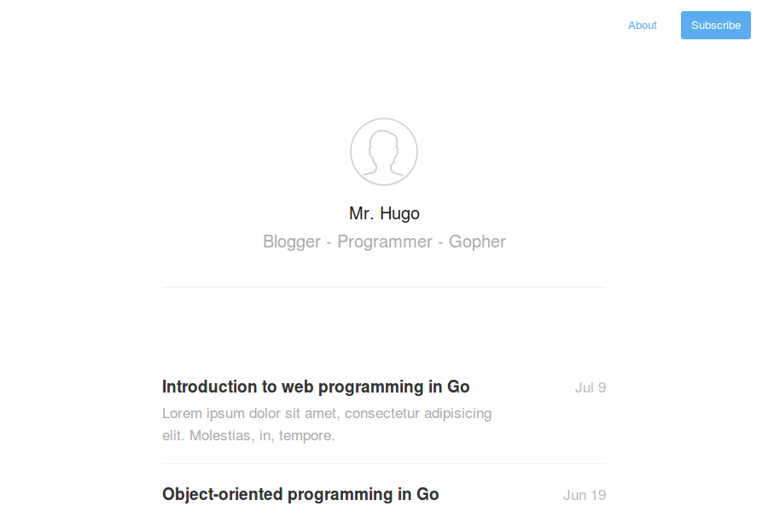 About
Subscribe
Mr. Hugo
Blogger - Programmer - Gopher
Introduction to web programming in Go
Jul 9
Lorem ipsum dolor sit amet, consectetur adipisicing
elit. Molestias, in, tempore.
Object-oriented programming in Go
Jun 19